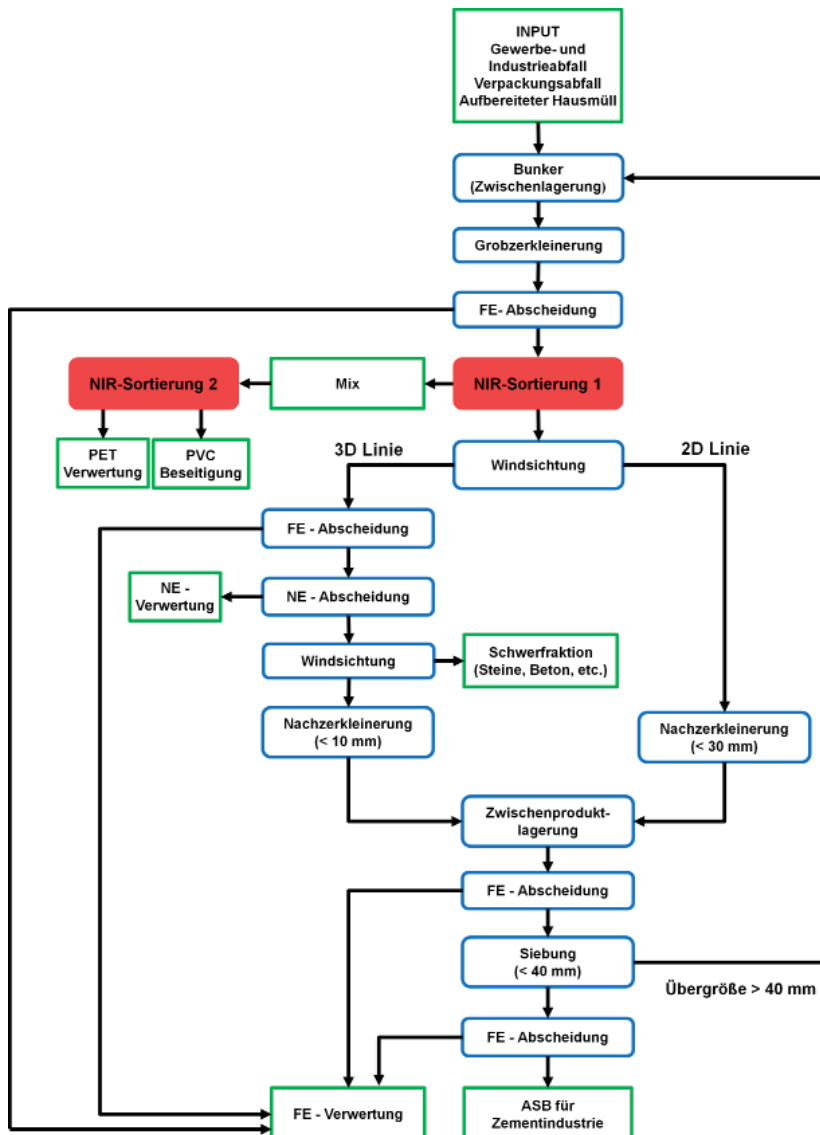 INPUT
Gewerbe- und
Industrieabfall
Verpackungsabfall
Aufbereiteter Hausmüll
Bunker
(Zwischenlagerung)
Grobzerkleinerung
FE- Abscheidung
NIR-Sortierung 2
Mix
NIR-Sortierung 1
PET
Verwertung
PVC
Beseitigung
3D Linie
Windsichtung
2D Linie
FE - Abscheidung
NE -
Verwertung
NE - Abscheidung
Windsichtung
Schwerfraktion
(Steine, Beton, etc.)
Nachzerkleinerung
(< 10 mm)
Nachzerkleinerung
(< 30 mm)
Zwischenprodukt-
lagerung
FE - Abscheidung
Siebung
(< 40 mm)
Übergröße > 40 mm
FE - Abscheidung
FE - Verwertung
ASB für
Zementindustrie